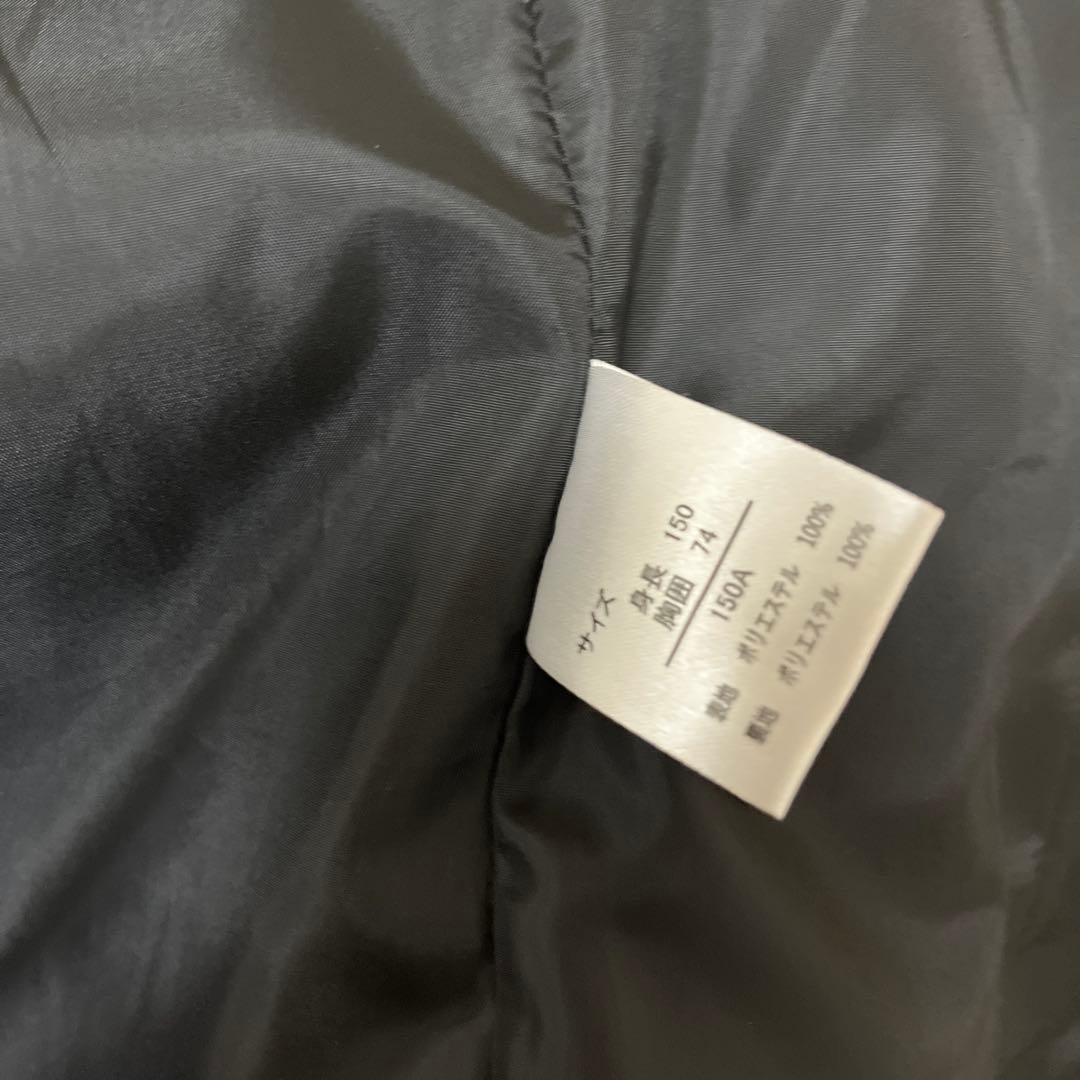 サイズ
身長 150
胸囲 74
150A
表地 ポリエステル 100%
裏地 ポリエステル 100%